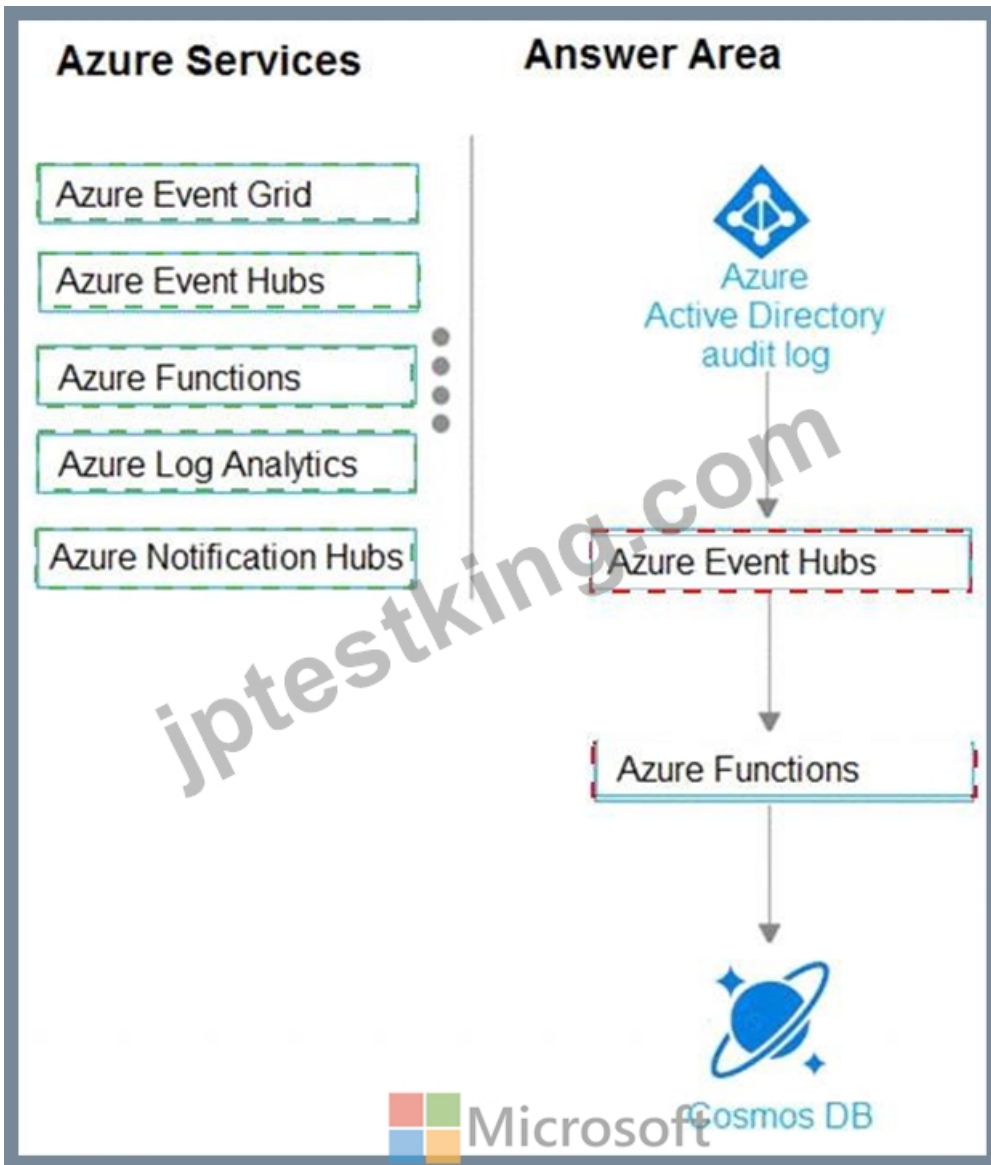 Azure Services
Answer Area
Azure Event Grid
Azure Event Hubs
Azure Functions
Azure Log Analytics
Azure Notification Hubs
Azure
Active Directory
audit log
Azure Event Hubs
Azure Functions
Cosmos DB
Microsoft
jptestking.com